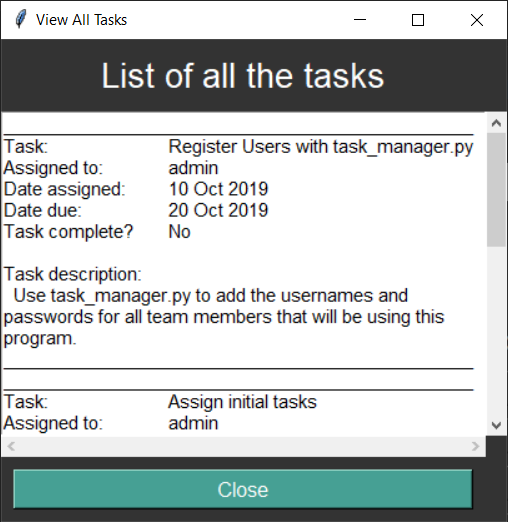 View All Tasks
List of all the tasks
Task: Register Users with task_manager.py
Assigned to: admin
Date assigned: 10 Oct 2019
Date due: 20 Oct 2019
Task complete? No
Task description:
Use task_manager.py to add the usernames and
passwords for all team members that will be using this
program.
Task: Assign initial tasks
Assigned to: admin
Close